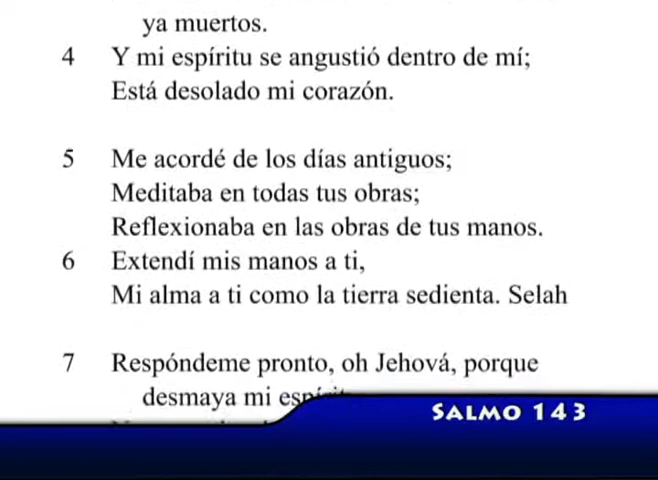 ya muertos.
4 Y mi espíritu se angustió dentro de mí;
Está desolado mi corazón.
5 Me acordé de los días antiguos;
Meditaba en todas tus obras;
Reflexionaba en las obras de tus manos.
6 Extendí mis manos a ti,
Mi alma a ti como la tierra sedienta. Selah
7 Respóndeme pronto, oh Jehová, porque
desmaya mi
SALMO 143